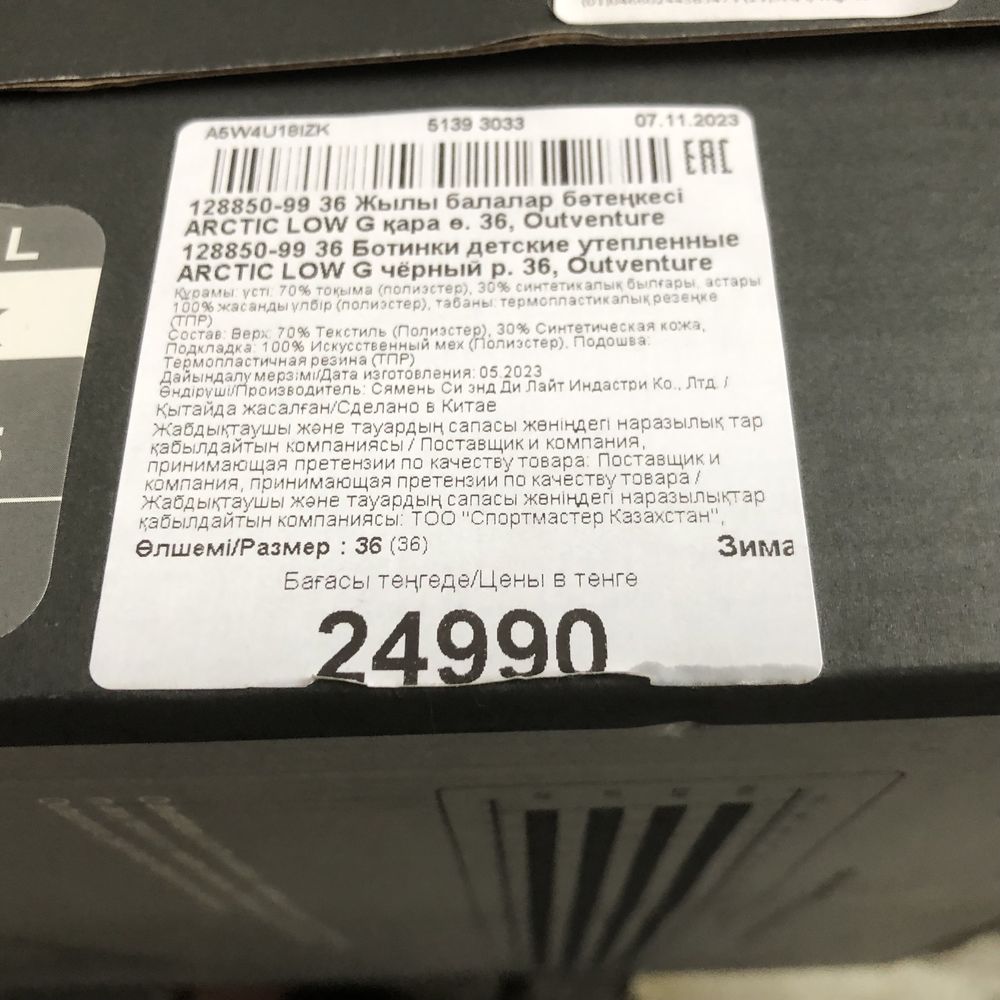 A5W4U18IZK 5139 3033 07.11.2023
EAC
128850-99 36 Жылы балалар бәтеңкесі
ARCTIC LOW G қара ө. 36, Outventure
128850-99 36 Ботинки детские утепленные
ARCTIC LOW G чёрный р. 36, Outventure
Құрамы: үсті: 70% тоқыма (полиэстер), 30% синтетикалық былғары, астары
100% жасанды үлбір (полиэстер), табаны: термопластикалық резеңке
(ТПР)
Состав: Верх: 70% Текстиль (Полиэстер), 30% Синтетическая кожа,
Подкладка: 100% Искусственный мех (Полиэстер). Подошва:
Термопластичная резина (ТПР)
Дайындалу мерзімі/Дата изготовления: 05.2023
Өндіруші/Производитель: Сямень Си энд Ди Лайт Индастри Ко., Лтд. /
Қытайда жасалған/Сделано в Китае
Жабдықтаушы және тауардың сапасы жөніндегі наразылық тар
қабылдайтын компаниясы / Поставщик и компания,
принимающая претензии по качеству товара: Поставщик и
компания, принимающая претензии по качеству товара /
Жабдықтаушы және тауардың сапасы жөніндегі наразылықтар
қабылдайтын компаниясы: ТОО "Спортмастер Казахстан",
Өлшемі/Размер : 36 (36) Зима
Бағасы теңгеде/Цены в тенге
24990
L